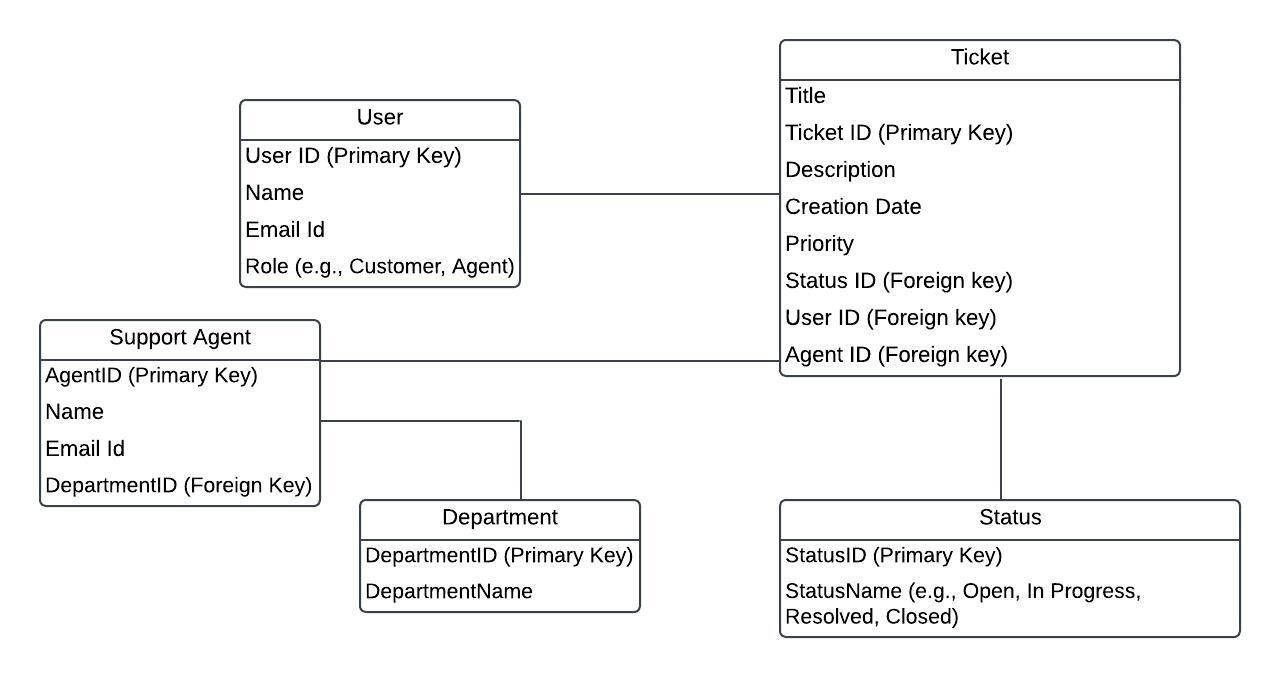 Ticket
Title
Ticket ID (Primary Key)
Description
Creation Date
Priority
Status ID (Foreign key)
User ID (Foreign key)
Agent ID (Foreign key)
User
User ID (Primary Key)
Name
Email Id
Role (e.g., Customer, Agent)
Support Agent
AgentID (Primary Key)
Name
Email Id
DepartmentID (Foreign Key)
Department
DepartmentID (Primary Key)
DepartmentName
Status
StatusID (Primary Key)
StatusName (e.g., Open, In Progress,
Resolved, Closed)